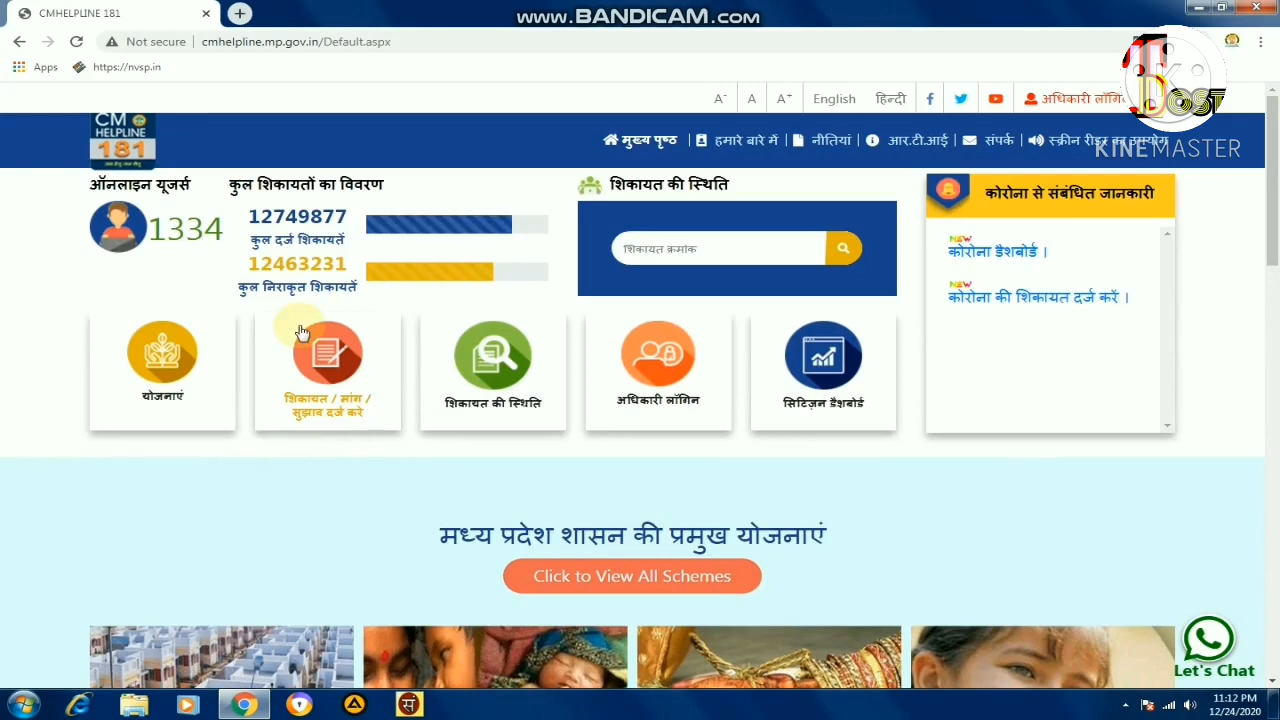 www.BANDICAM.com
CMHELPLINE 181
Not secure
cmhelpline.mp.gov.in/Default.aspx
Apps
https://nvsp.in
A- A A+ English हिन्दी
अधिकारी लॉगि
DOST
KINEMASTER
CM
HELPLINE
181
मुख्य पृष्ठ | हमारे बारे में | नीतियां | आर.टी.आई | संपर्क | स्क्रीन रीडर का उपयोग
ऑनलाइन यूजर्स
1334
कुल शिकायतों का विवरण
12749877
कुल दर्ज शिकायतें
12463231
कुल निराकृत शिकायतें
शिकायत की स्थिति
शिकायत क्रमांक
कोरोना से संबंधित जानकारी
NEW
कोरोना डैशबोर्ड ।
NEW
कोरोना की शिकायत दर्ज करें ।
योजनाएं
शिकायत / मांग /
सुझाव दर्ज करे
शिकायत की स्थिति
अधिकारी लॉगिन
सिटिज़न डैशबोर्ड
मध्य प्रदेश शासन की प्रमुख योजनाएं
Click to View All Schemes
Let's Chat
11:12 PM
12/24/2020